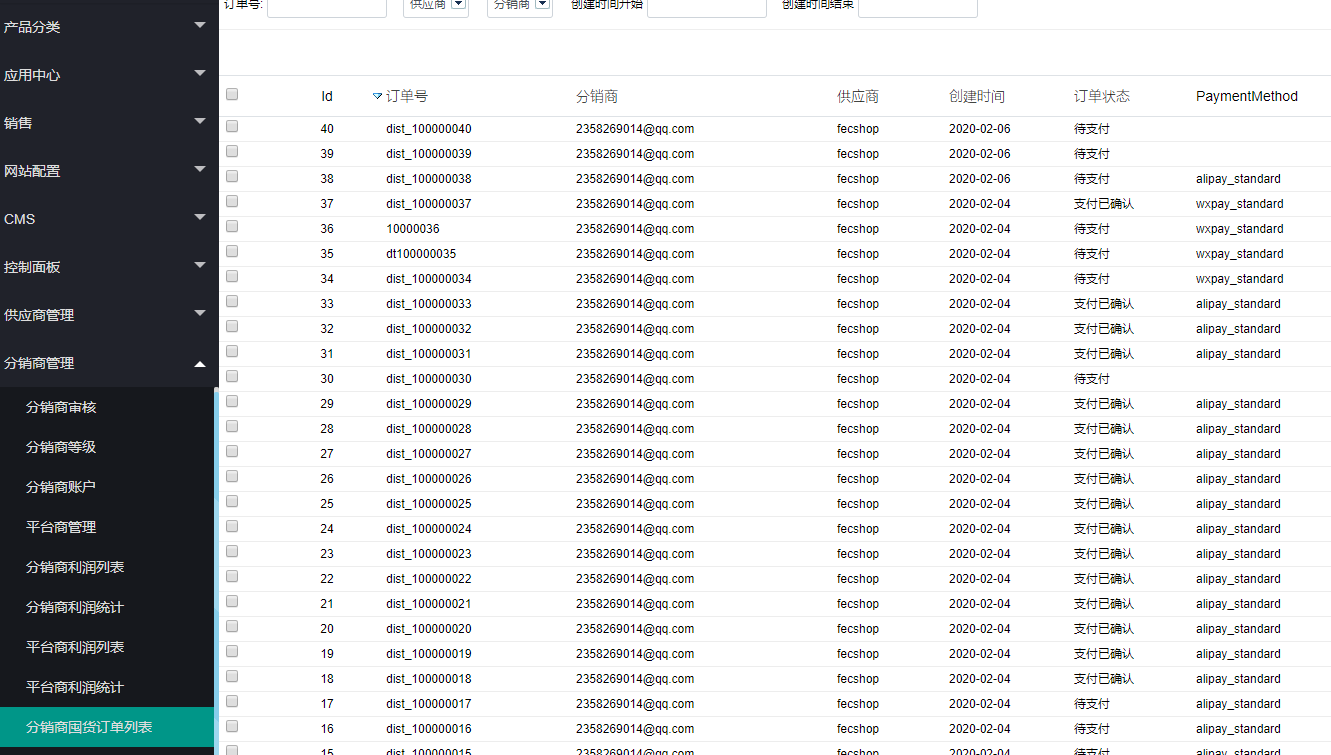 订单号: 供应商 分销商 创建时间开始 创建时间结束
产品分类
应用中心
销售
网站配置
CMS
控制面板
供应商管理
分销商管理
分销商审核
分销商等级
分销商账户
平台商管理
分销商利润列表
分销商利润统计
平台商利润列表
平台商利润统计
分销商囤货订单列表
Id 订单号 分销商 供应商 创建时间 订单状态 PaymentMethod
40 dist_100000040 2358269014@qq.com fecshop 2020-02-06 待支付
39 dist_100000039 2358269014@qq.com fecshop 2020-02-06 待支付
38 dist_100000038 2358269014@qq.com fecshop 2020-02-06 待支付 alipay_standard
37 dist_100000037 2358269014@qq.com fecshop 2020-02-04 支付已确认 wxpay_standard
36 10000036 2358269014@qq.com fecshop 2020-02-04 待支付 wxpay_standard
35 dt100000035 2358269014@qq.com fecshop 2020-02-04 待支付 wxpay_standard
34 dist_100000034 2358269014@qq.com fecshop 2020-02-04 待支付 wxpay_standard
33 dist_100000033 2358269014@qq.com fecshop 2020-02-04 支付已确认 alipay_standard
32 dist_100000032 2358269014@qq.com fecshop 2020-02-04 支付已确认 alipay_standard
31 dist_100000031 2358269014@qq.com fecshop 2020-02-04 支付已确认 alipay_standard
30 dist_100000030 2358269014@qq.com fecshop 2020-02-04 待支付
29 dist_100000029 2358269014@qq.com fecshop 2020-02-04 支付已确认 alipay_standard
28 dist_100000028 2358269014@qq.com fecshop 2020-02-04 支付已确认 alipay_standard
27 dist_100000027 2358269014@qq.com fecshop 2020-02-04 支付已确认 alipay_standard
26 dist_100000026 2358269014@qq.com fecshop 2020-02-04 支付已确认 alipay_standard
25 dist_100000025 2358269014@qq.com fecshop 2020-02-04 支付已确认 alipay_standard
24 dist_100000024 2358269014@qq.com fecshop 2020-02-04 支付已确认 alipay_standard
23 dist_100000023 2358269014@qq.com fecshop 2020-02-04 支付已确认 alipay_standard
22 dist_100000022 2358269014@qq.com fecshop 2020-02-04 支付已确认 alipay_standard
21 dist_100000021 2358269014@qq.com fecshop 2020-02-04 支付已确认 alipay_standard
20 dist_100000020 2358269014@qq.com fecshop 2020-02-04 支付已确认 alipay_standard
19 dist_100000019 2358269014@qq.com fecshop 2020-02-04 支付已确认 alipay_standard
18 dist_100000018 2358269014@qq.com fecshop 2020-02-04 支付已确认 alipay_standard
17 dist_100000017 2358269014@qq.com fecshop 2020-02-04 待支付 alipay_standard
16 dist_100000016 2358269014@qq.com fecshop 2020-02-04 待支付 alipay_standard
15 dist_100000015 2358269014@qq.com fecshop 2020-02-04 待支付 alipay_standard